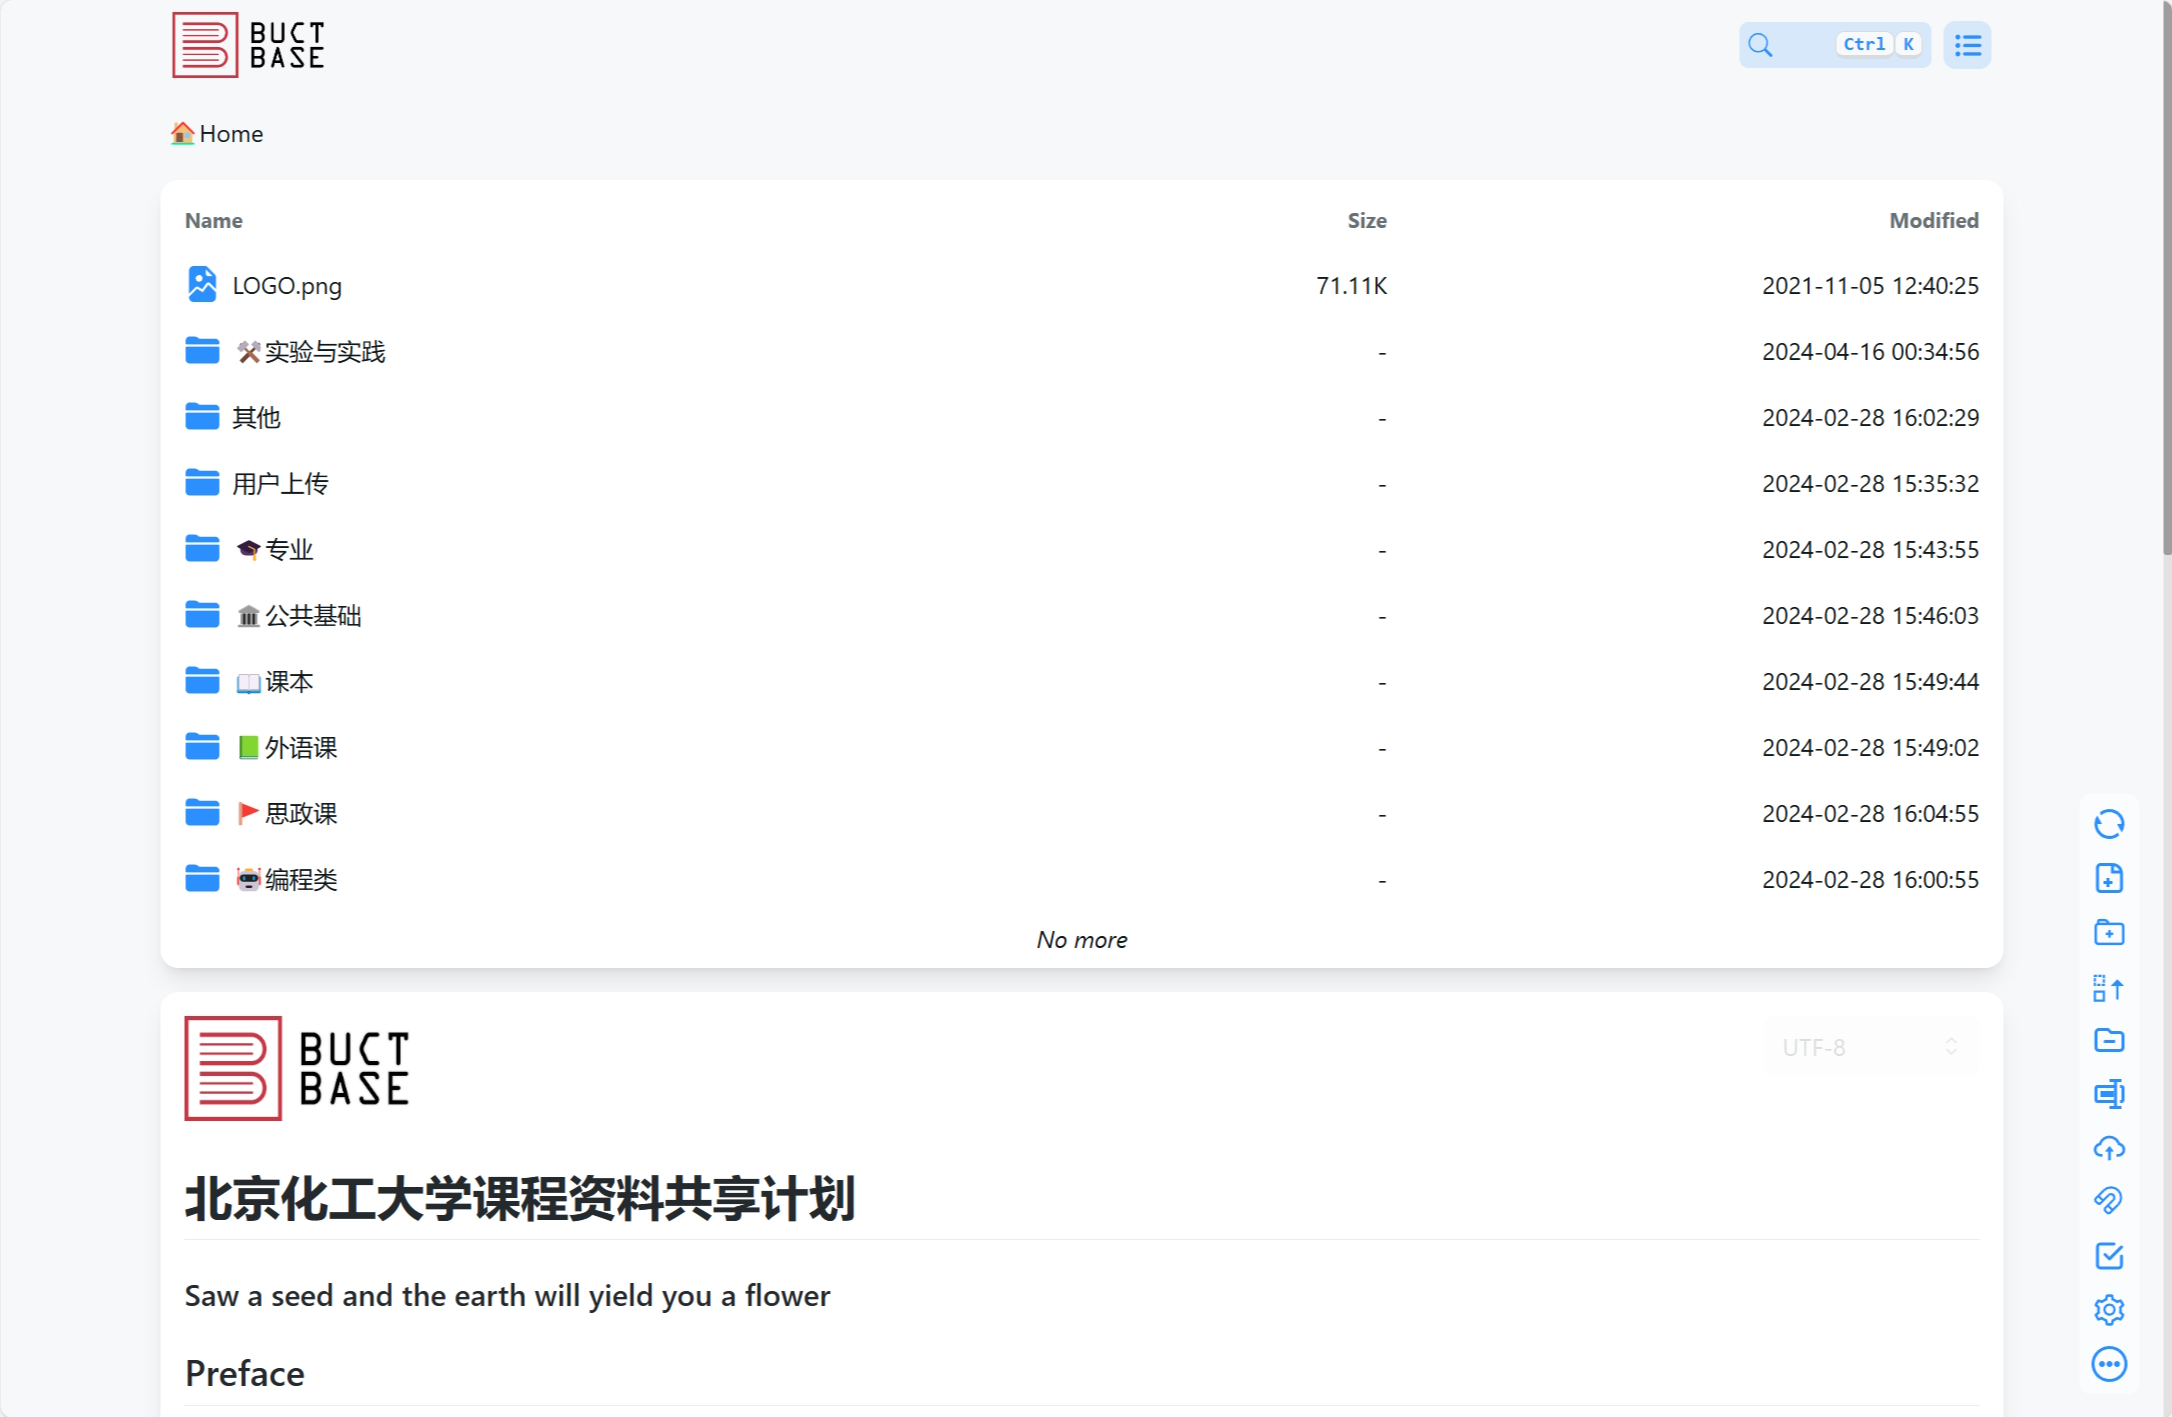 BUCT
BASE
Ctrl K
🏠Home
Name Size Modified
LOGO.png 71.11K 2021-11-05 12:40:25
⚒️实验与实践 - 2024-04-16 00:34:56
其他 - 2024-02-28 16:02:29
用户上传 - 2024-02-28 15:35:32
🎓专业 - 2024-02-28 15:43:55
🏛️公共基础 - 2024-02-28 15:46:03
📖课本 - 2024-02-28 15:49:44
📗外语课 - 2024-02-28 15:49:02
🚩思政课 - 2024-02-28 16:04:55
🤖编程类 - 2024-02-28 16:00:55
No more
BUCT
BASE
UTF-8
北京化工大学课程资料共享计划
Saw a seed and the earth will yield you a flower
Preface